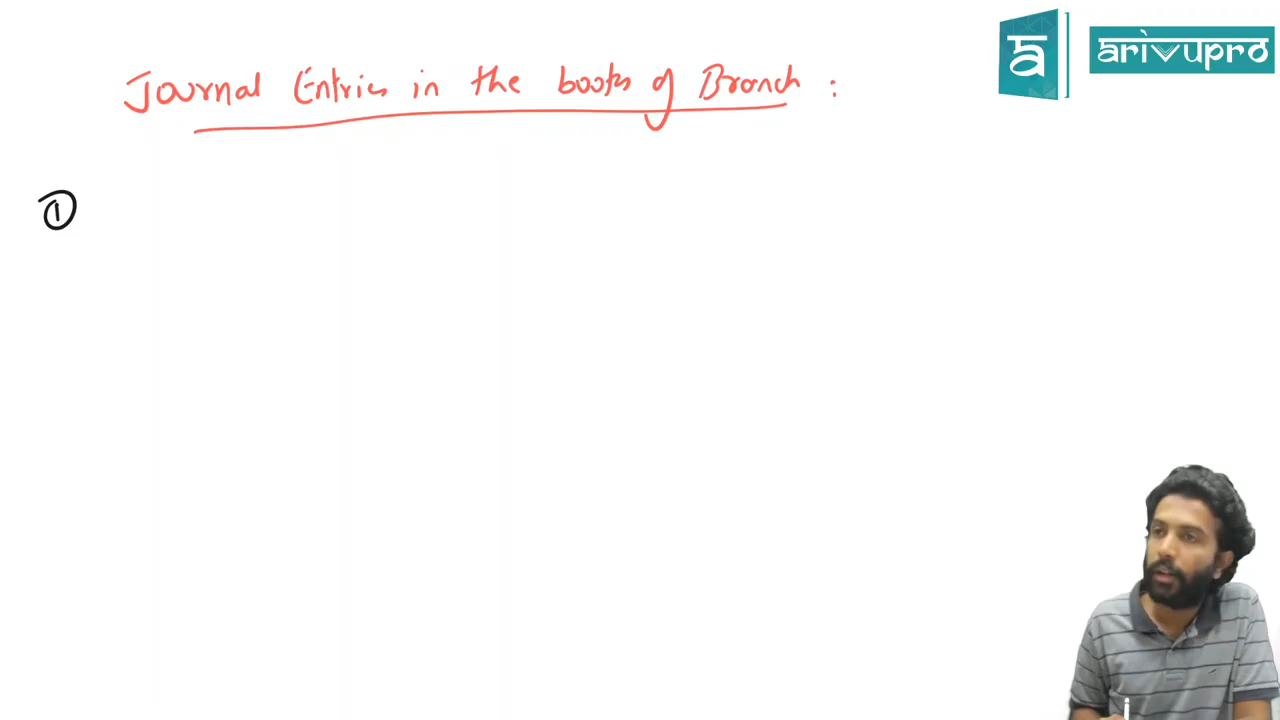 arivupro
Journal Entries in the books of Branch :
①